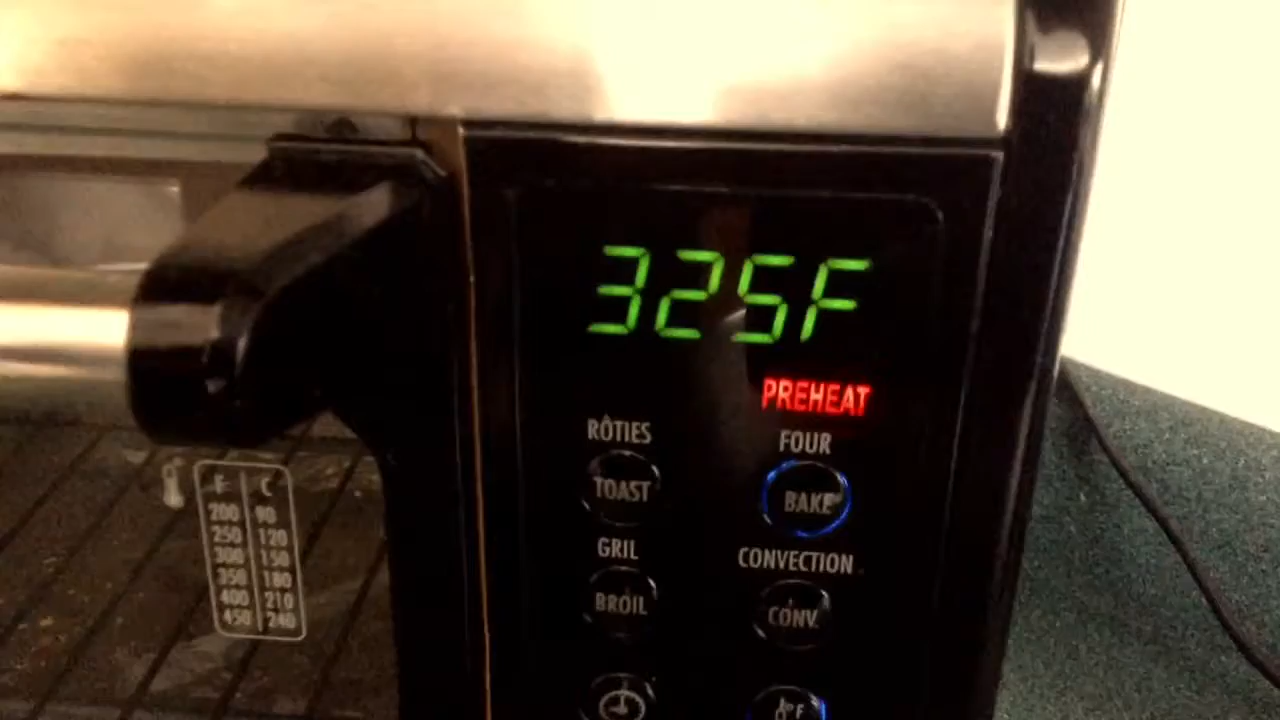 325F
PREHEAT
RÔTIES
FOUR
TOAST
BAKE
GRIL
CONVECTION
BROIL
CONV.
°F
F C
200 90
250 120
300 150
350 180
400 210
450 240